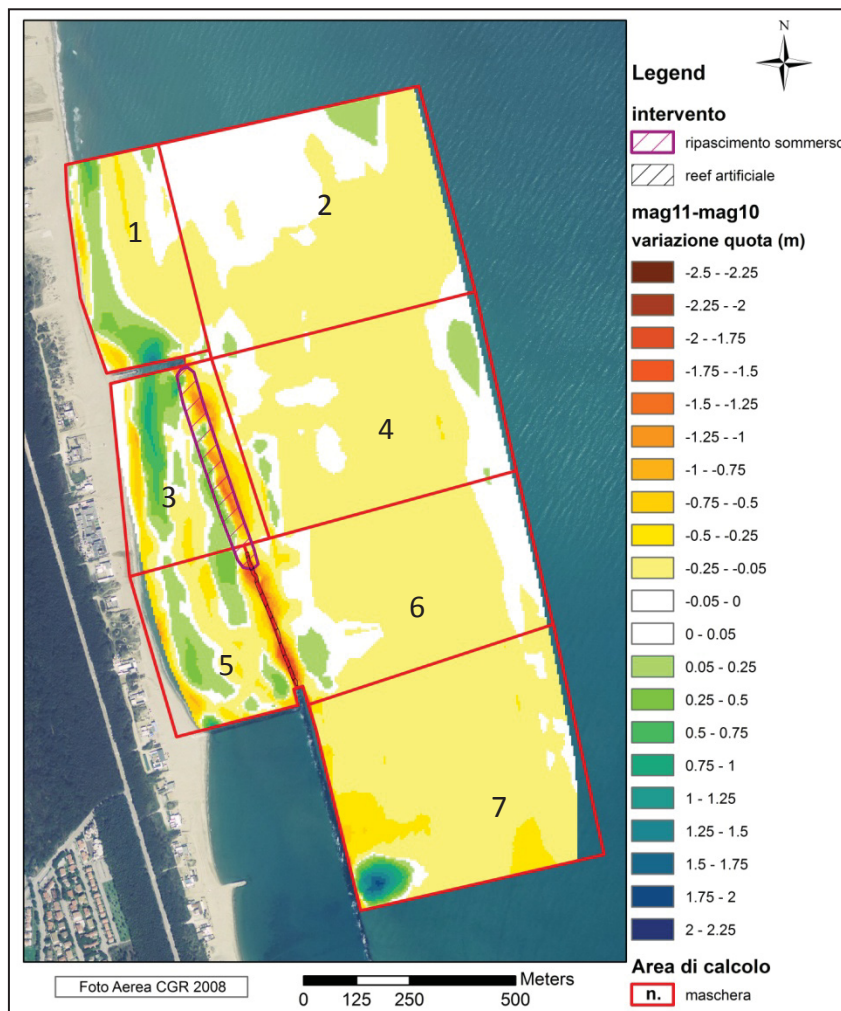 N
Legend
intervento
ripascimento sommerso
reef artificiale
mag11-mag10
variazione quota (m)
-2.5 - -2.25
-2.25 - -2
-2 - -1.75
-1.75 - -1.5
-1.5 - -1.25
-1.25 - -1
-1 - -0.75
-0.75 - -0.5
-0.5 - -0.25
-0.25 - -0.05
-0.05 - 0
0 - 0.05
0.05 - 0.25
0.25 - 0.5
0.5 - 0.75
0.75 - 1
1 - 1.25
1.25 - 1.5
1.5 - 1.75
1.75 - 2
2 - 2.25
Area di calcolo
n. maschera
1
2
3
4
5
6
7
Foto Aerea CGR 2008
Meters
0 125 250 500